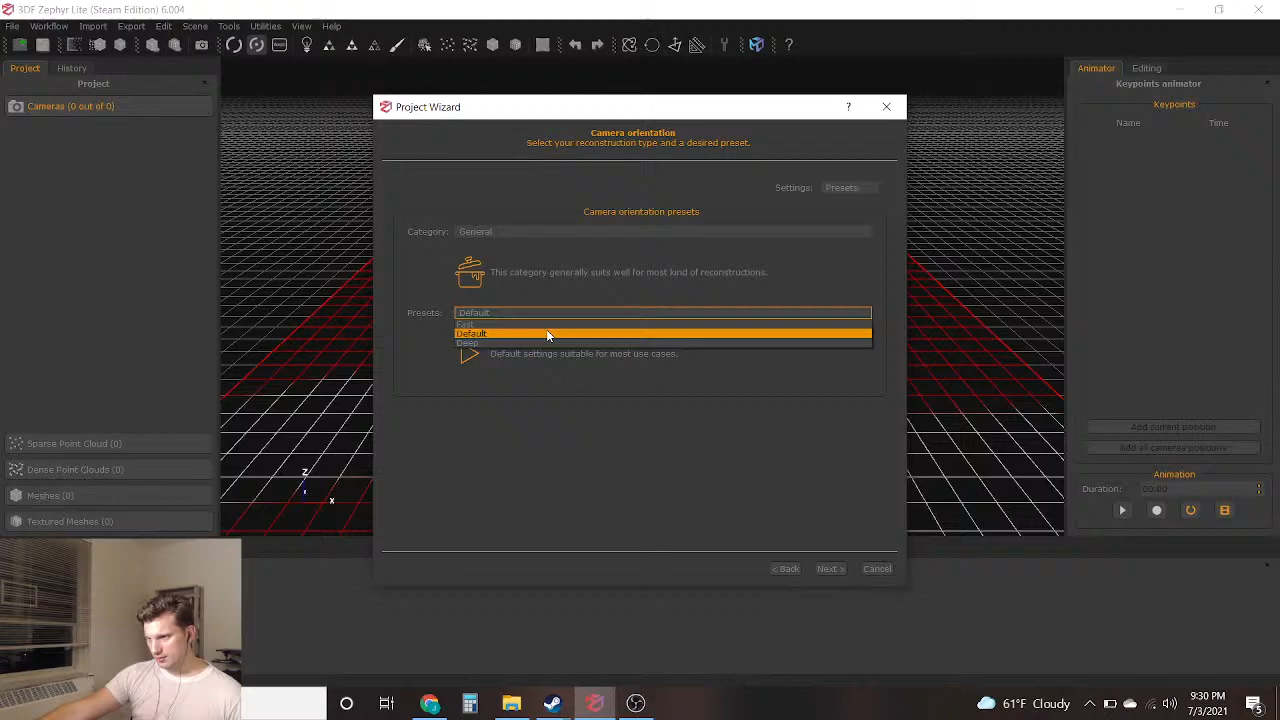 3DF Zephyr Lite (Steam Edition) 6.004
File Workflow Import Export Edit Scene Tools Utilities View Help
Project History
Project
Cameras (0 out of 0)
Sparse Point Cloud (0)
Dense Point Clouds (0)
Meshes (0)
Textured Meshes (0)
Z
x
Project Wizard
?
Camera orientation
Select your reconstruction type and a desired preset.
Settings: Presets
Camera orientation presets
Category: General
This category generally suits well for most kind of reconstructions.
Presets: Default
Fast
Default
Deep
Default settings suitable for most use cases.
< Back Next > Cancel
Animator Editing
Keypoints animator
Keypoints
Name Time
Add current position
Add all cameras positions
Animation
Duration: 00:00
61°F Cloudy
9:30 PM
7/3/2021
5